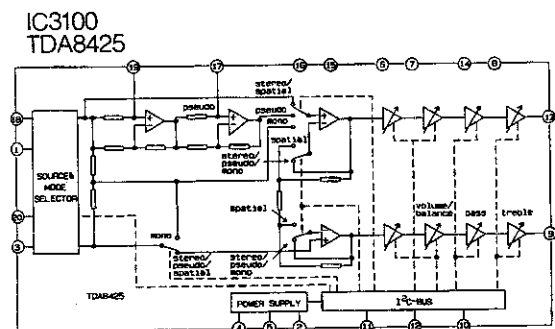 IC3100
TDA8425
16
17
16
15
6
7
14
8
stereo/
spatial
pseudo
pseudo
mono
18
13
1
spatial
SOURCE&
MODE
SELECTOR
stereo/
pseudo/
mono
spatial
volume/
balance
bass
treble
20
mono
3
9
stereo/
pseudo/
spatial
stereo/
pseudo/
mono
TDA8425
POWER SUPPLY
I²C-BUS
4
5
2
11
12
10